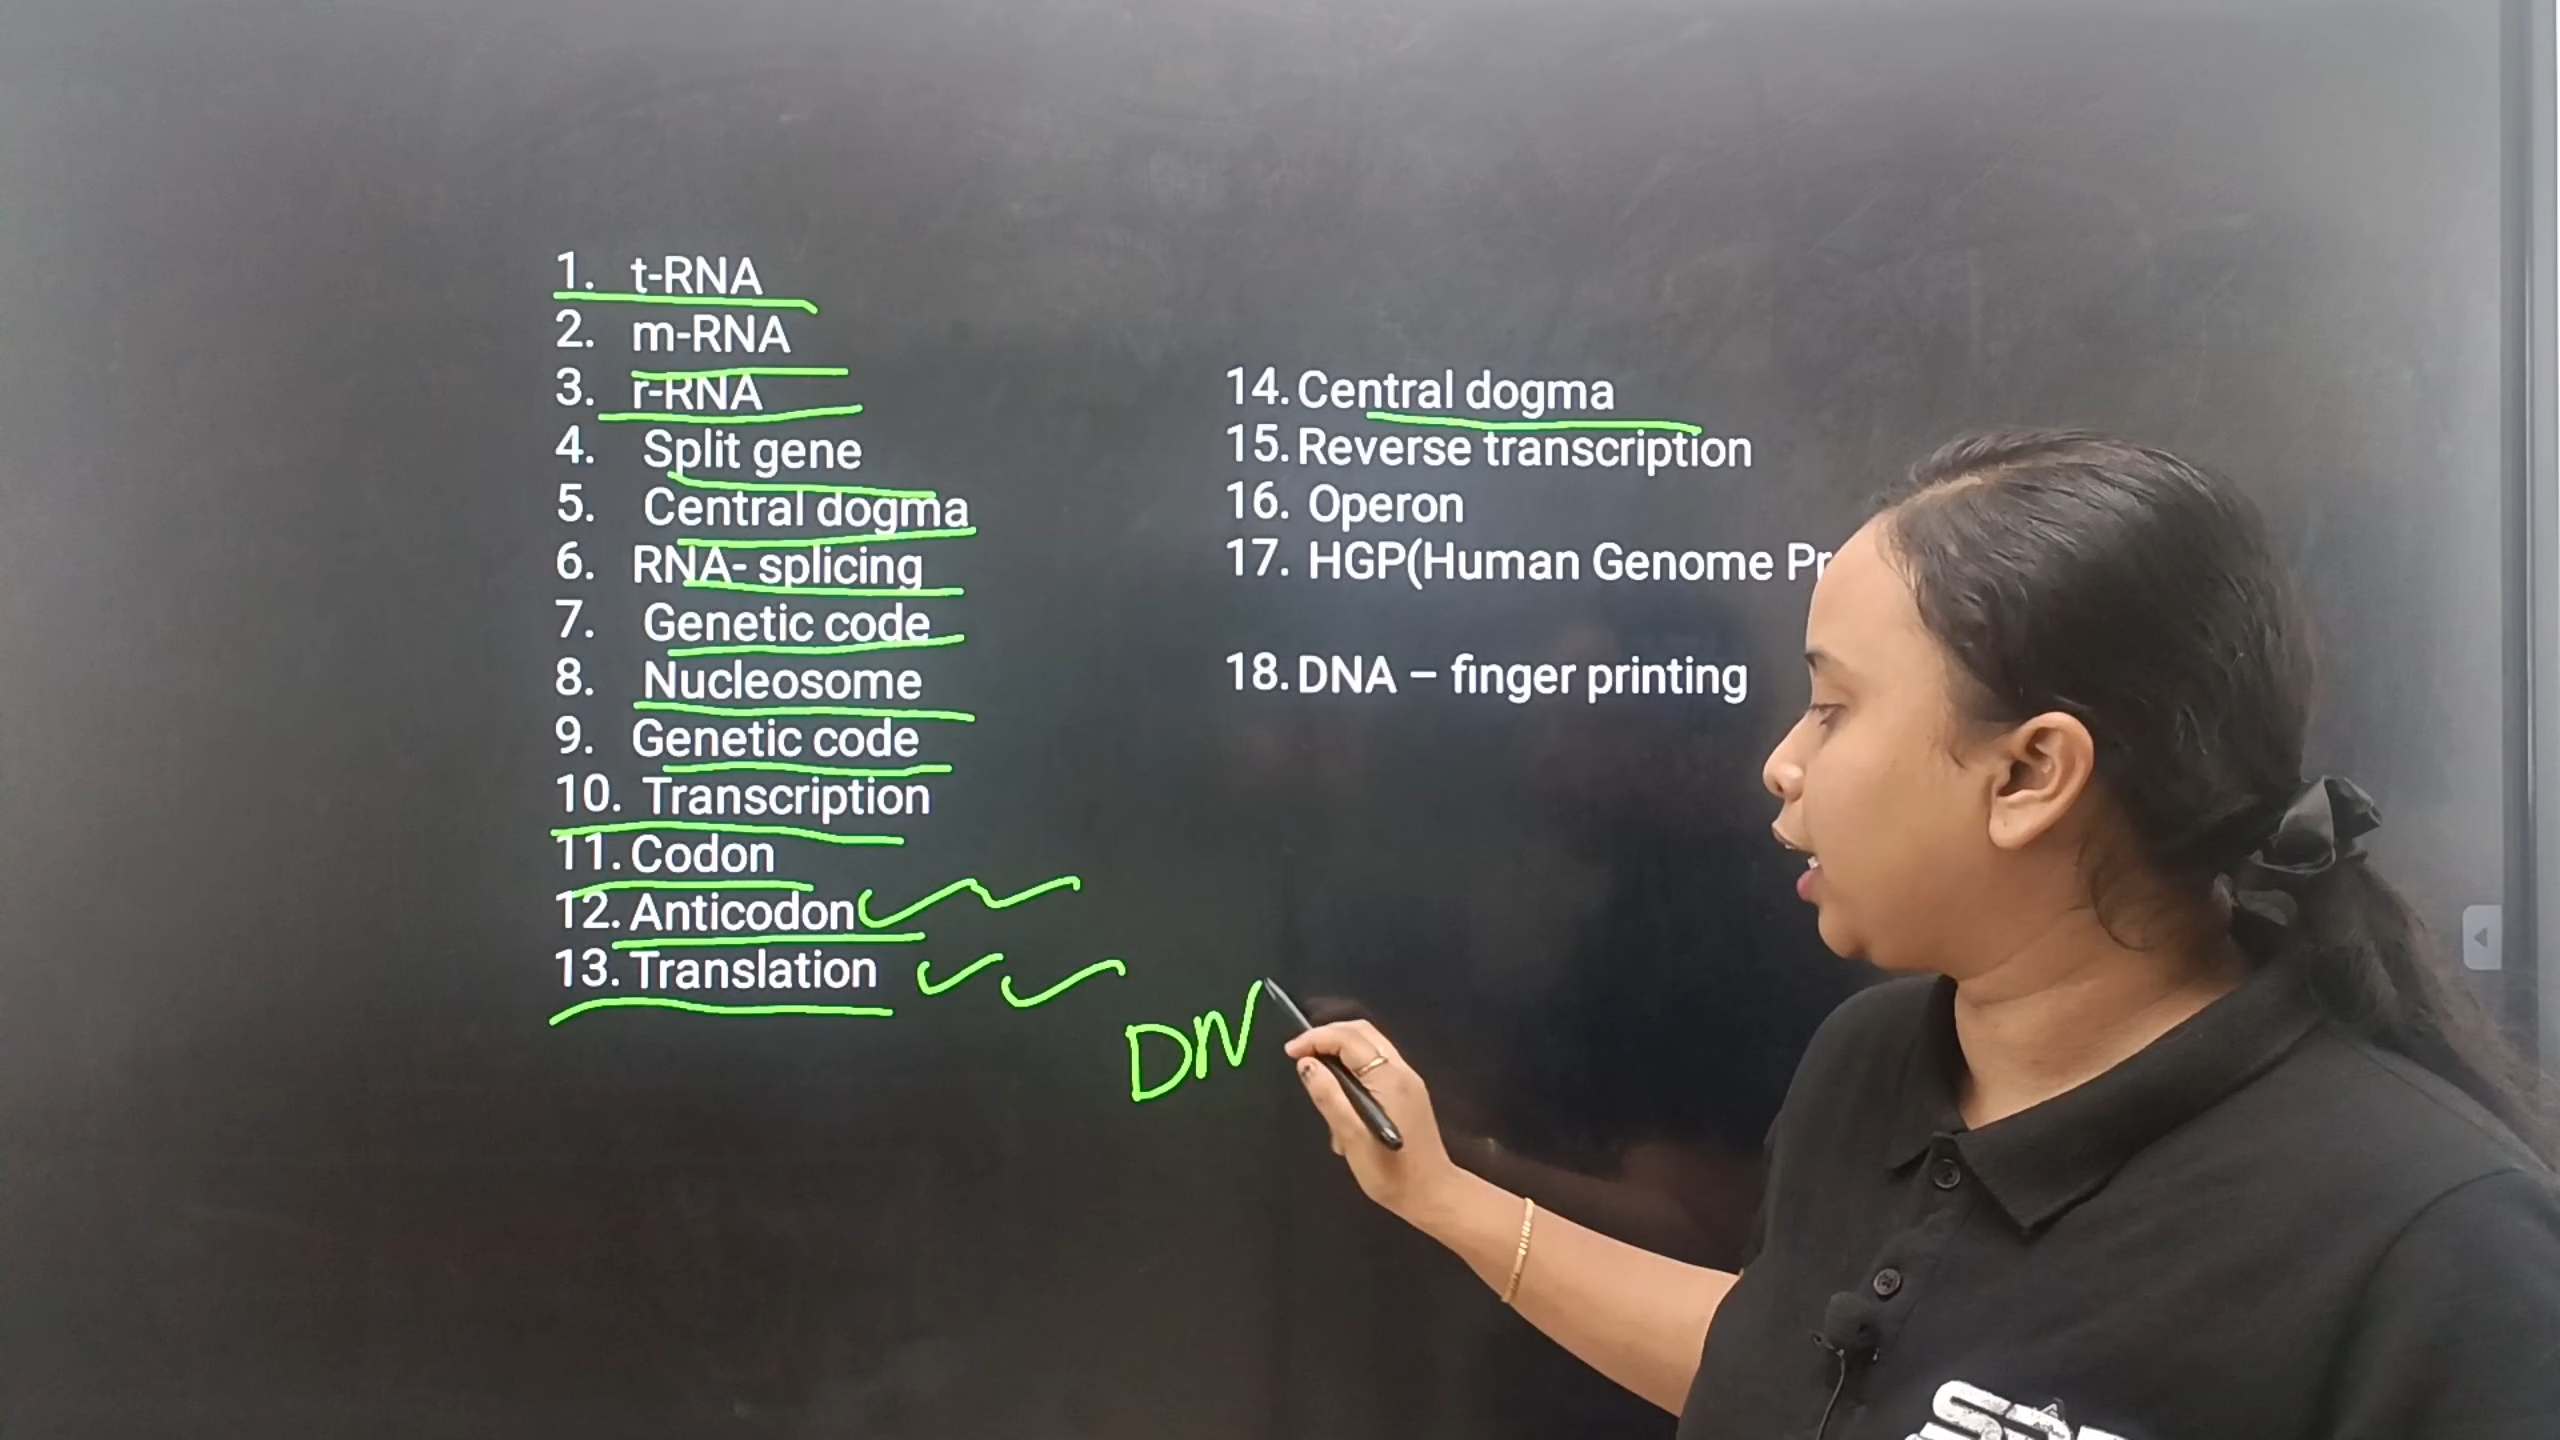 1. t-RNA
2. m-RNA
3. r-RNA
4. Split gene
5. Central dogma
6. RNA- splicing
7. Genetic code
8. Nucleosome
9. Genetic code
10. Transcription
11. Codon
12. Anticodon
13. Translation
14. Central dogma
15. Reverse transcription
16. Operon
17. HGP(Human Genome
18. DNA – finger printing
DN